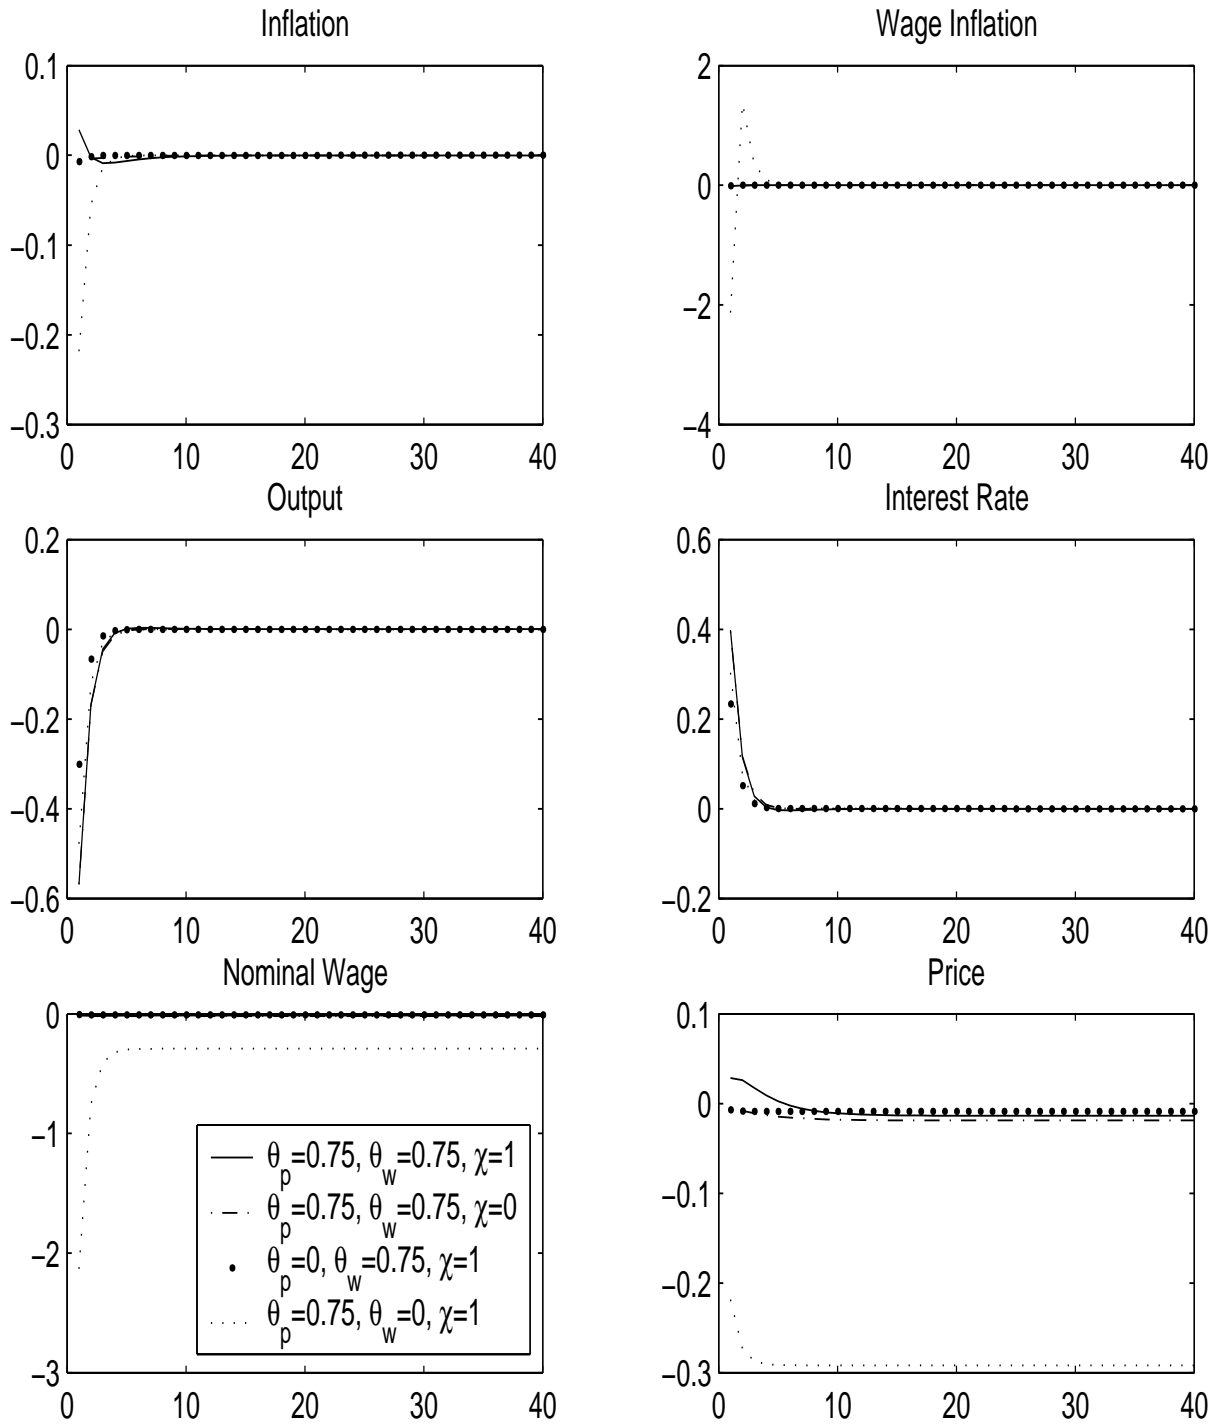 Inflation
0.1
0
−0.1
−0.2
−0.3
0 10 20 30 40
Wage Inflation
2
0
−2
−4
0 10 20 30 40
Output
0.2
0
−0.2
−0.4
−0.6
0 10 20 30 40
Interest Rate
0.6
0.4
0.2
0
−0.2
0 10 20 30 40
Nominal Wage
0
−1
−2
−3
0 10 20 30 40
θp=0.75, θw=0.75, χ=1
θp=0.75, θw=0.75, χ=0
θp=0, θw=0.75, χ=1
θp=0.75, θw=0, χ=1
Price
0.1
0
−0.1
−0.2
−0.3
0 10 20 30 40